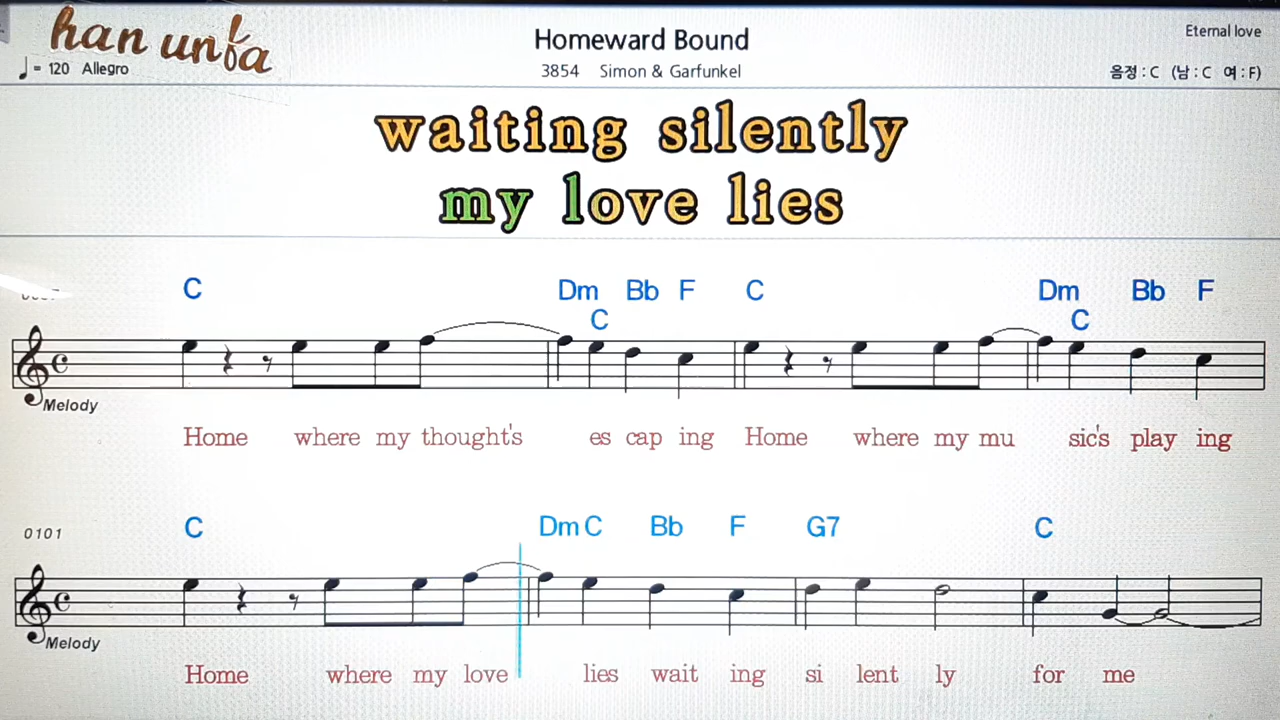 han unba
♩ = 120 Allegro
Homeward Bound
3854 Simon & Garfunkel
Eternal love
음정 : C (남 : C 여 : F)
waiting silently
my love lies
C Dm C Bb F C Dm C Bb F
Melody
Home where my thought's es cap ing Home where my mu sic's play ing
0101
C Dm C Bb F G7 C
Melody
Home where my love lies wait ing si lent ly for me